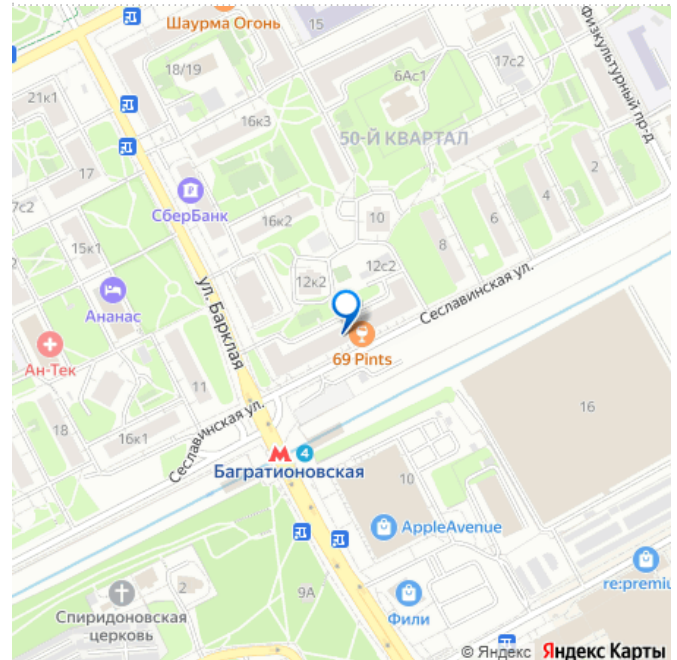 Шаурма Огонь
15
18/19
6Ас1
17с2
Физкультурный пр-д
21к1
16к3
50-Й КВАРТАЛ
17
2
СберБанк
4
7с2
16к2
10
6
8
15к1
12с2
12к2
ул. Барклая
Сеславинская ул.
Ананас
69 Pints
Ан-Тек
11
16
Сеславинская ул.
18
16к1
М 4
Багратионовская
10
AppleAvenue
2
9А
re:premiu
Спиридоновская
церковь
Фили
© Яндекс Яндекс Карты